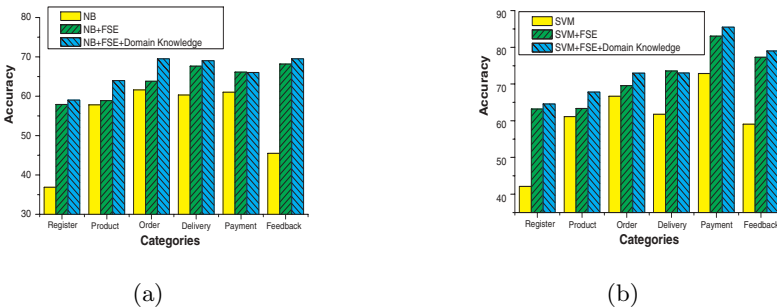 NB
NB+FSE
NB+FSE+Domain Knowledge
Accuracy
80
70
60
50
40
30
Register Product Order Delivery Payment Feedback
Categories
(a)
SVM
SVM+FSE
SVM+FSE+Domain Knowledge
Accuracy
90
80
70
60
50
40
Register Product Order Delivery Payment Feedback
Categories
(b)